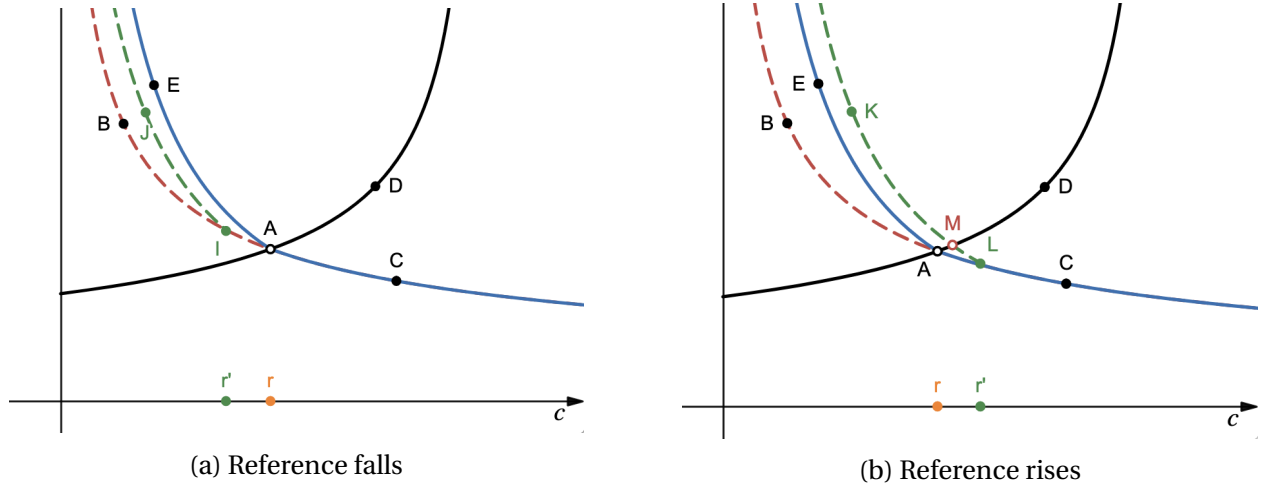 E
B
J
D
A
I
C
r'
r
c
(a) Reference falls
E
K
B
D
M
L
A
C
r
r'
c
(b) Reference rises